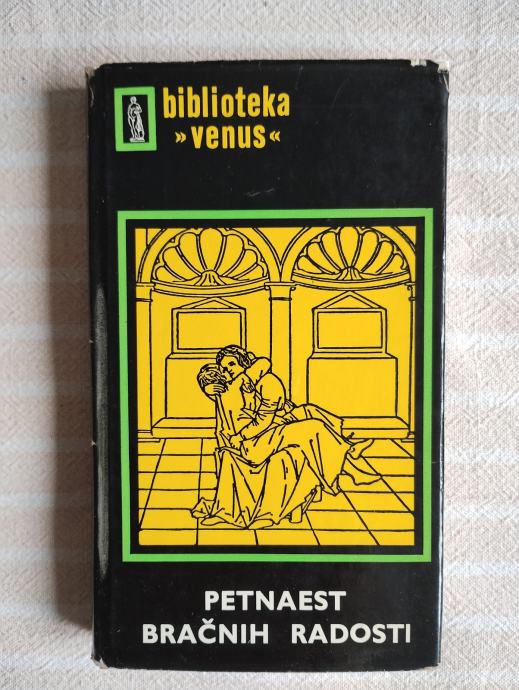 biblioteka
»venus«
PETNAEST
BRAČNIH RADOSTI